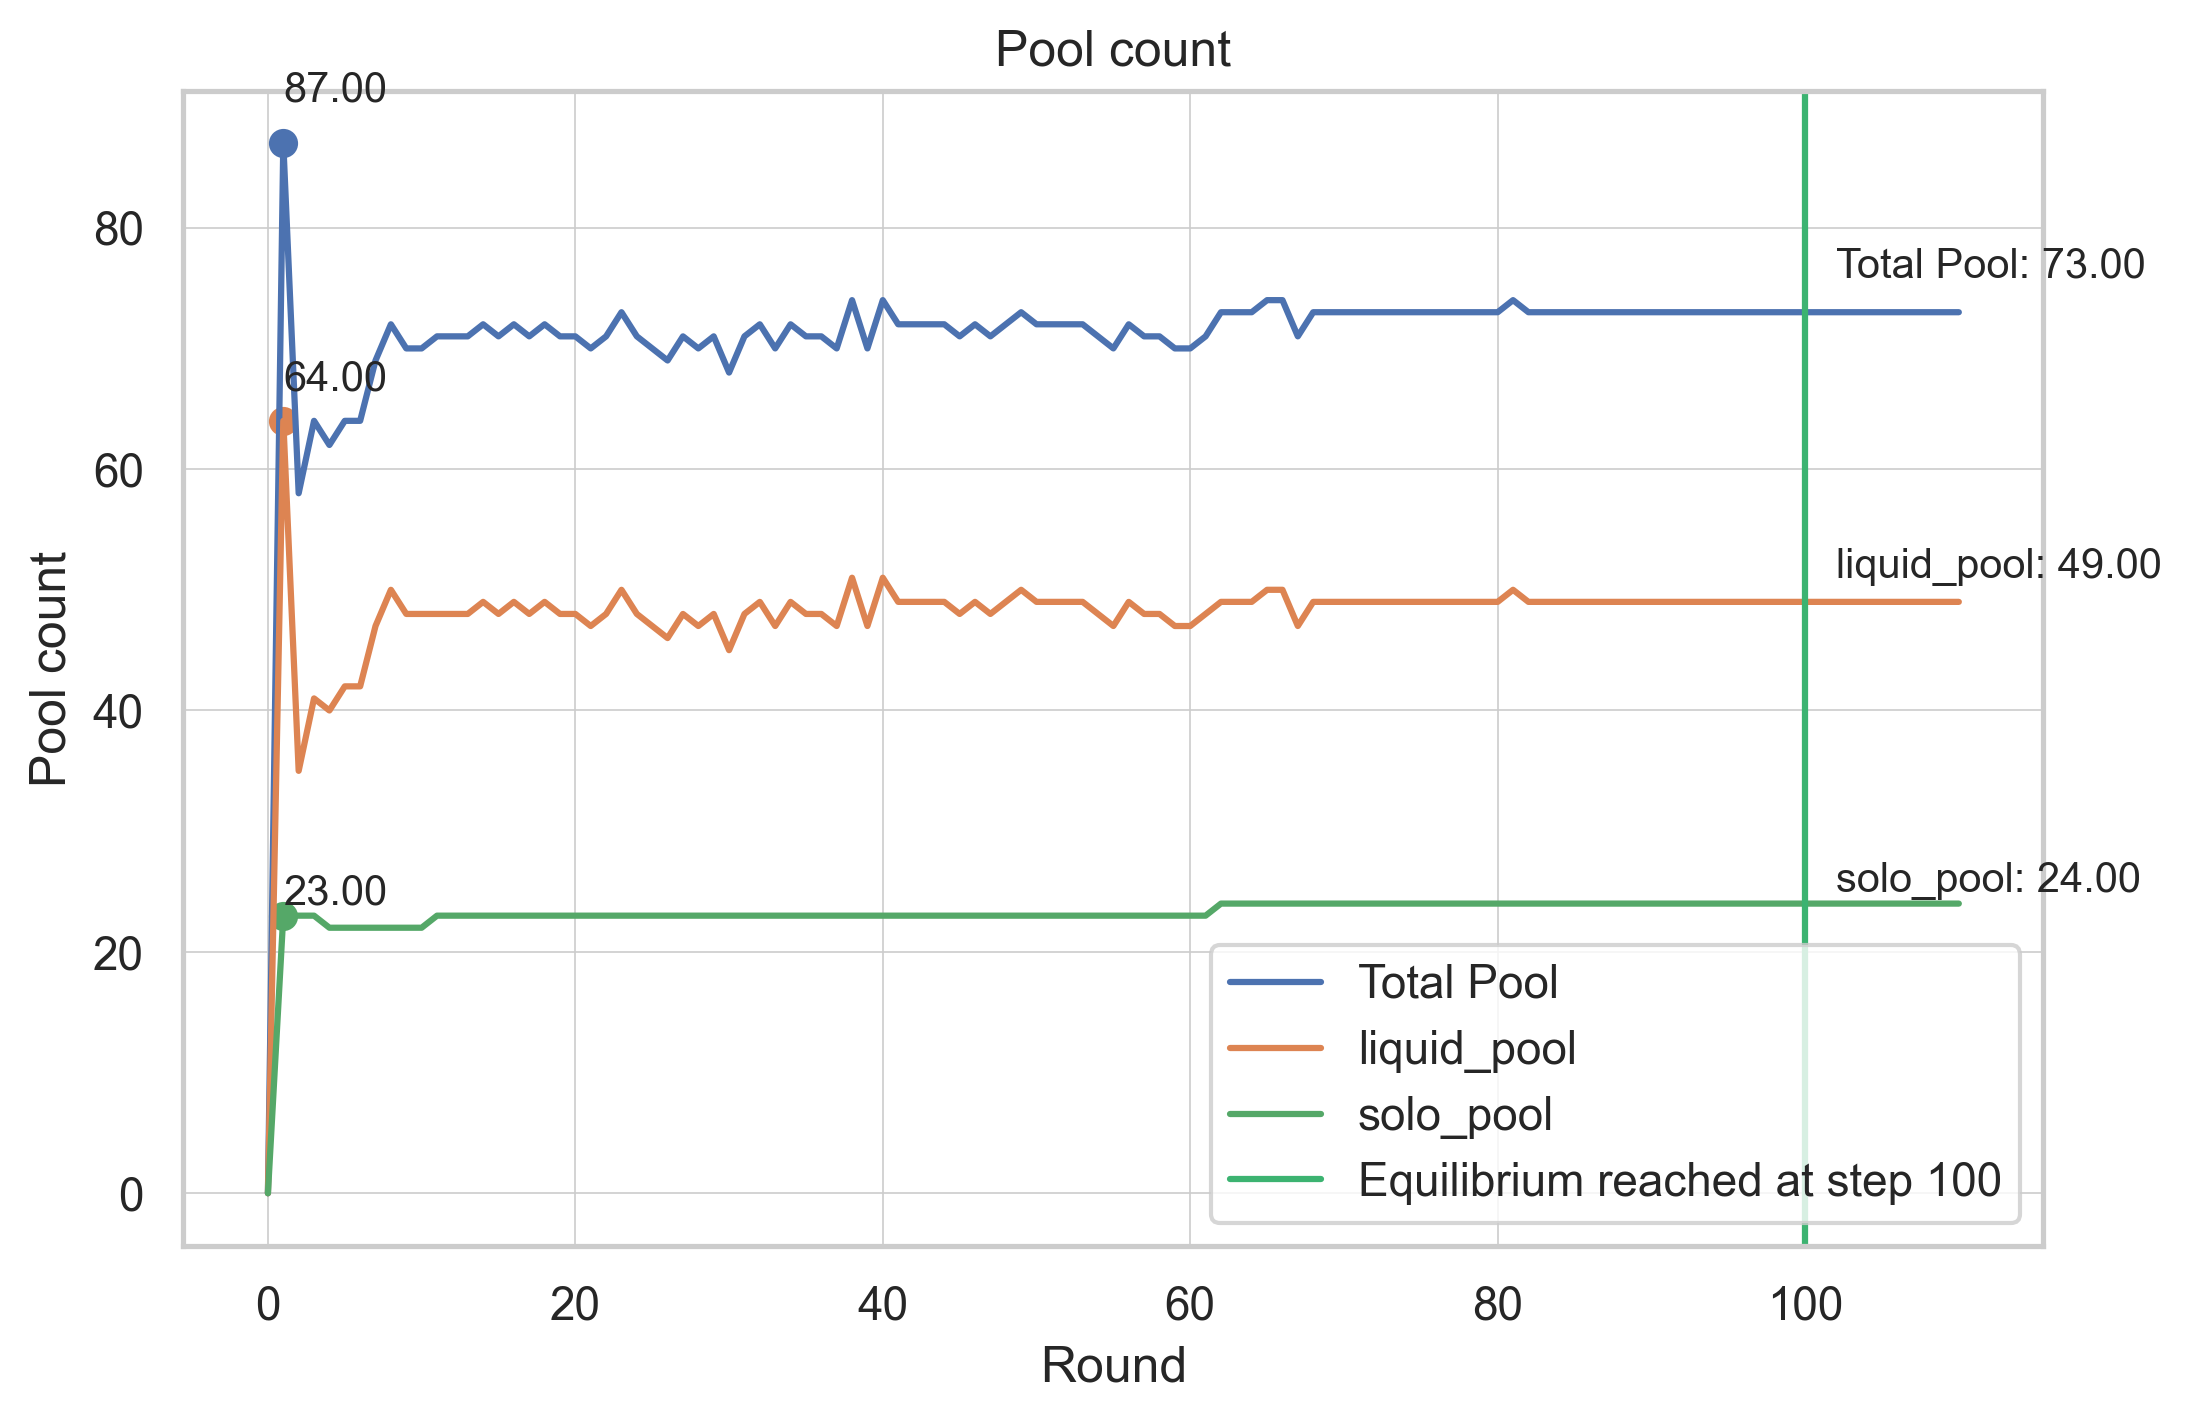 Pool count
87.00
80
Total Pool: 73.00
64.00
60
liquid_pool: 49.00
Pool count
40
23.00
solo_pool: 24.00
20
Total Pool
liquid_pool
solo_pool
Equilibrium reached at step 100
0
0 20 40 60 80 100
Round